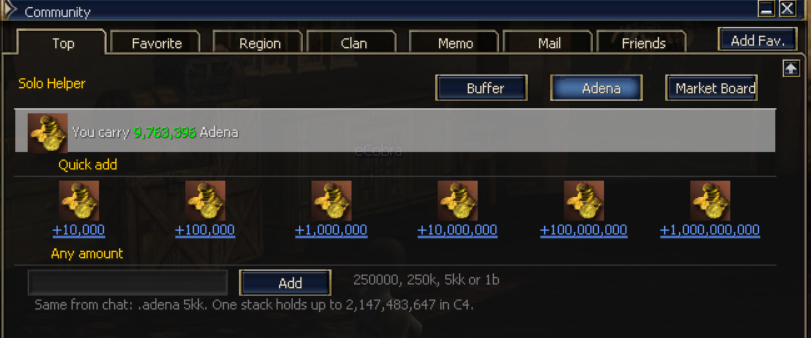 Community
Top Favorite Region Clan Memo Mail Friends Add Fav.
Solo Helper Buffer Adena Market Board
You carry 9,763,396 Adena
eCobra
Quick add
+10,000 +100,000 +1,000,000 +10,000,000 +100,000,000 +1,000,000,000
Any amount
Add 250000, 250k, 5kk or 1b
Same from chat: .adena 5kk. One stack holds up to 2,147,483,647 in C4.